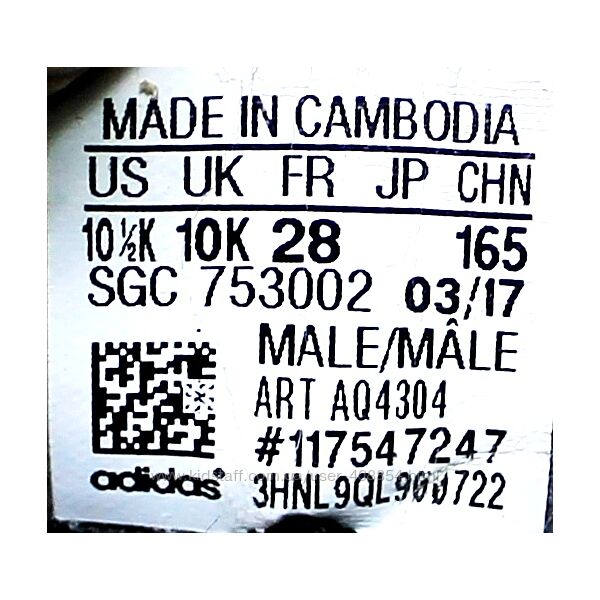 MADE IN CAMBODIA
US UK FR JP CHN
10½K 10K 28 165
SGC 753002 03/17
MALE/MÂLE
ART AQ4304
#117547247
adidas 3HNL9QL900722